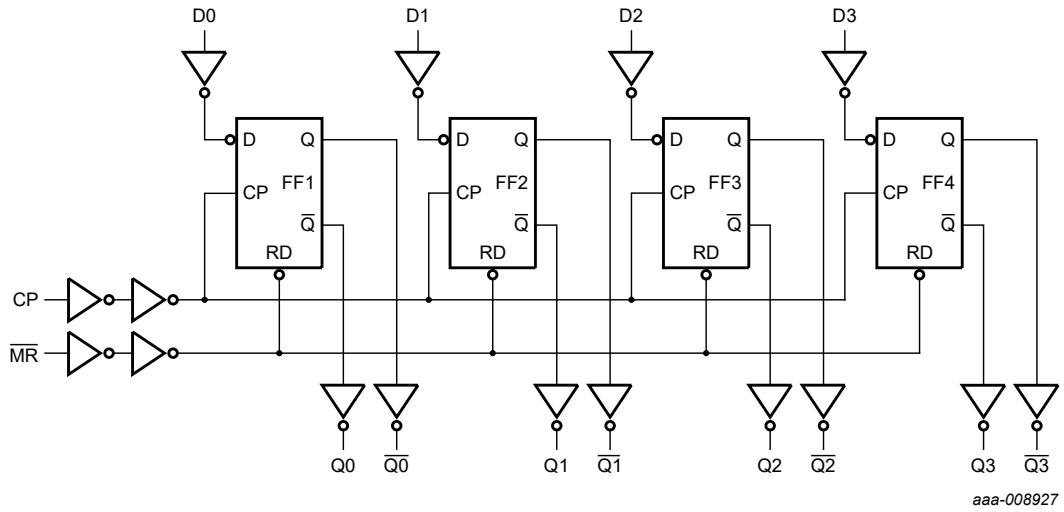 D0 D1 D2 D3
D Q D Q D Q D Q
FF1 FF2 FF3 FF4
CP CP CP CP
Q̅ Q̅ Q̅ Q̅
RD RD RD RD
CP
M̅R̅
Q0 Q̅0̅ Q1 Q̅1̅ Q2 Q̅2̅ Q3 Q̅3̅
aaa-008927